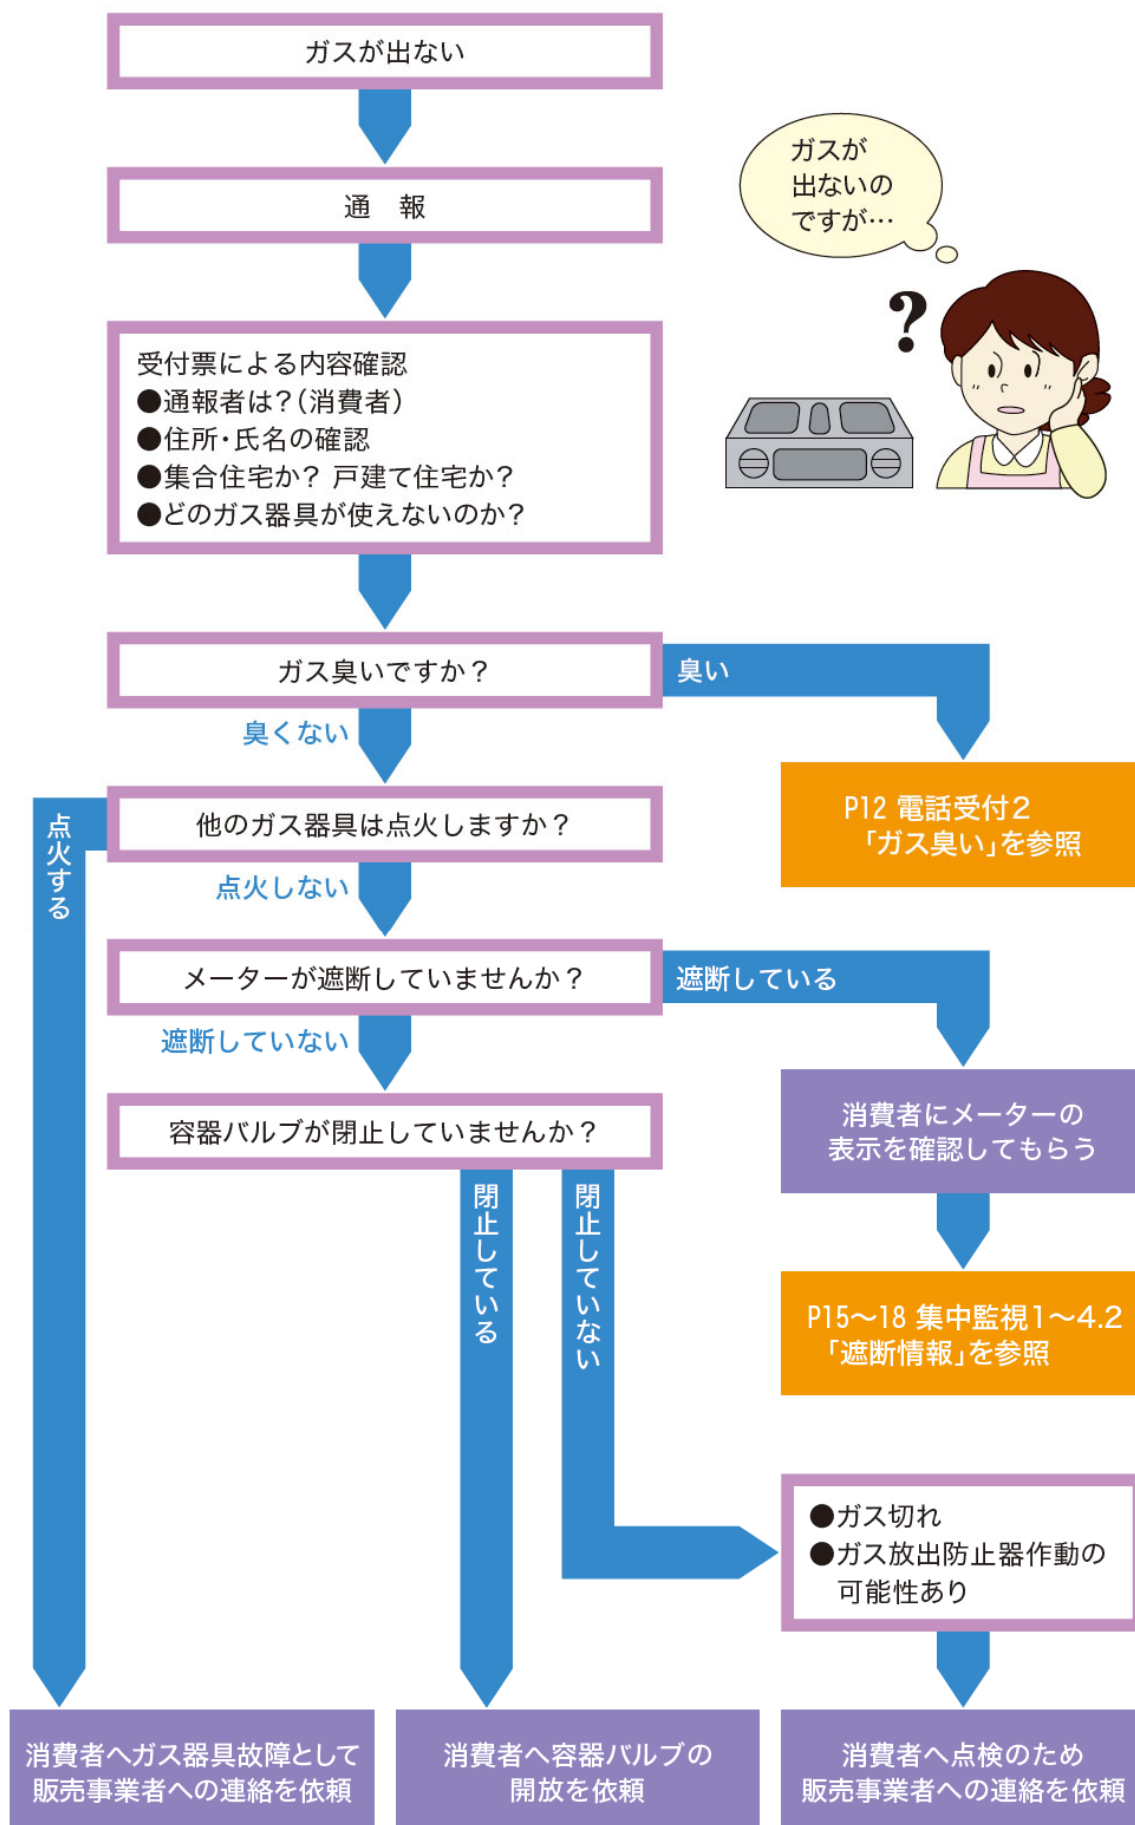 ガスが出ない
通　報
ガスが
出ないの
ですが…
?
受付票による内容確認
●通報者は?(消費者)
●住所・氏名の確認
●集合住宅か? 戸建て住宅か?
●どのガス器具が使えないのか?
ガス臭いですか?
臭い
臭くない
P12 電話受付2
「ガス臭い」を参照
他のガス器具は点火しますか?
点火する
点火しない
メーターが遮断していませんか?
遮断している
遮断していない
消費者にメーターの
表示を確認してもらう
P15〜18 集中監視1〜4.2
「遮断情報」を参照
容器バルブが閉止していませんか?
閉止している
閉止していない
●ガス切れ
●ガス放出防止器作動の
可能性あり
消費者へガス器具故障として
販売事業者への連絡を依頼
消費者へ容器バルブの
開放を依頼
消費者へ点検のため
販売事業者への連絡を依頼